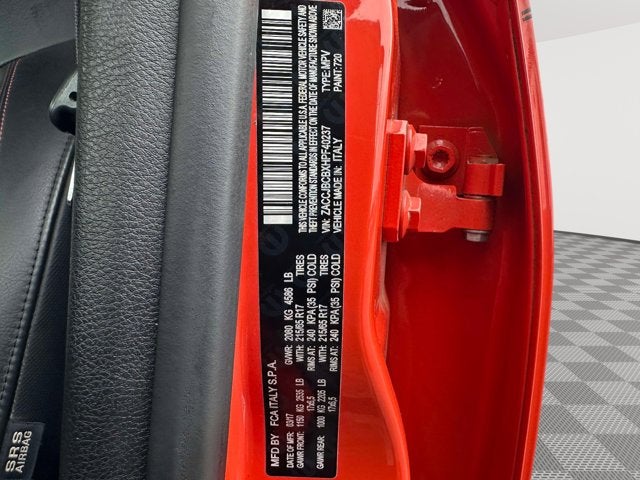 MFD BY FCA ITALY S.P.A.
DATE OF MFR: 03/17 GVWR: 2080 KG 4586 LB
GAWR FRONT: 1150 KG 2535 LB WITH: 215/65 R17 TIRES
17x6,5 RIMS AT: 240 KPA (35 PSI) COLD
GAWR REAR: 1000 KG 2205 LB WITH: 215/65 R17 TIRES
17x6,5 RIMS AT: 240 KPA (35 PSI) COLD
THIS VEHICLE CONFORMS TO ALL APPLICABLE U.S.A. FEDERAL MOTOR VEHICLE SAFETY AND
STANDARDS IN EFFECT ON THE DATE OF MANUFACTURE SHOWN ABOVE
VIN: ZACCJBCBXHPF40237 TYPE: MPV
VEHICLE MADE IN: ITALY PAINT: 720
SRS
AIRBAG